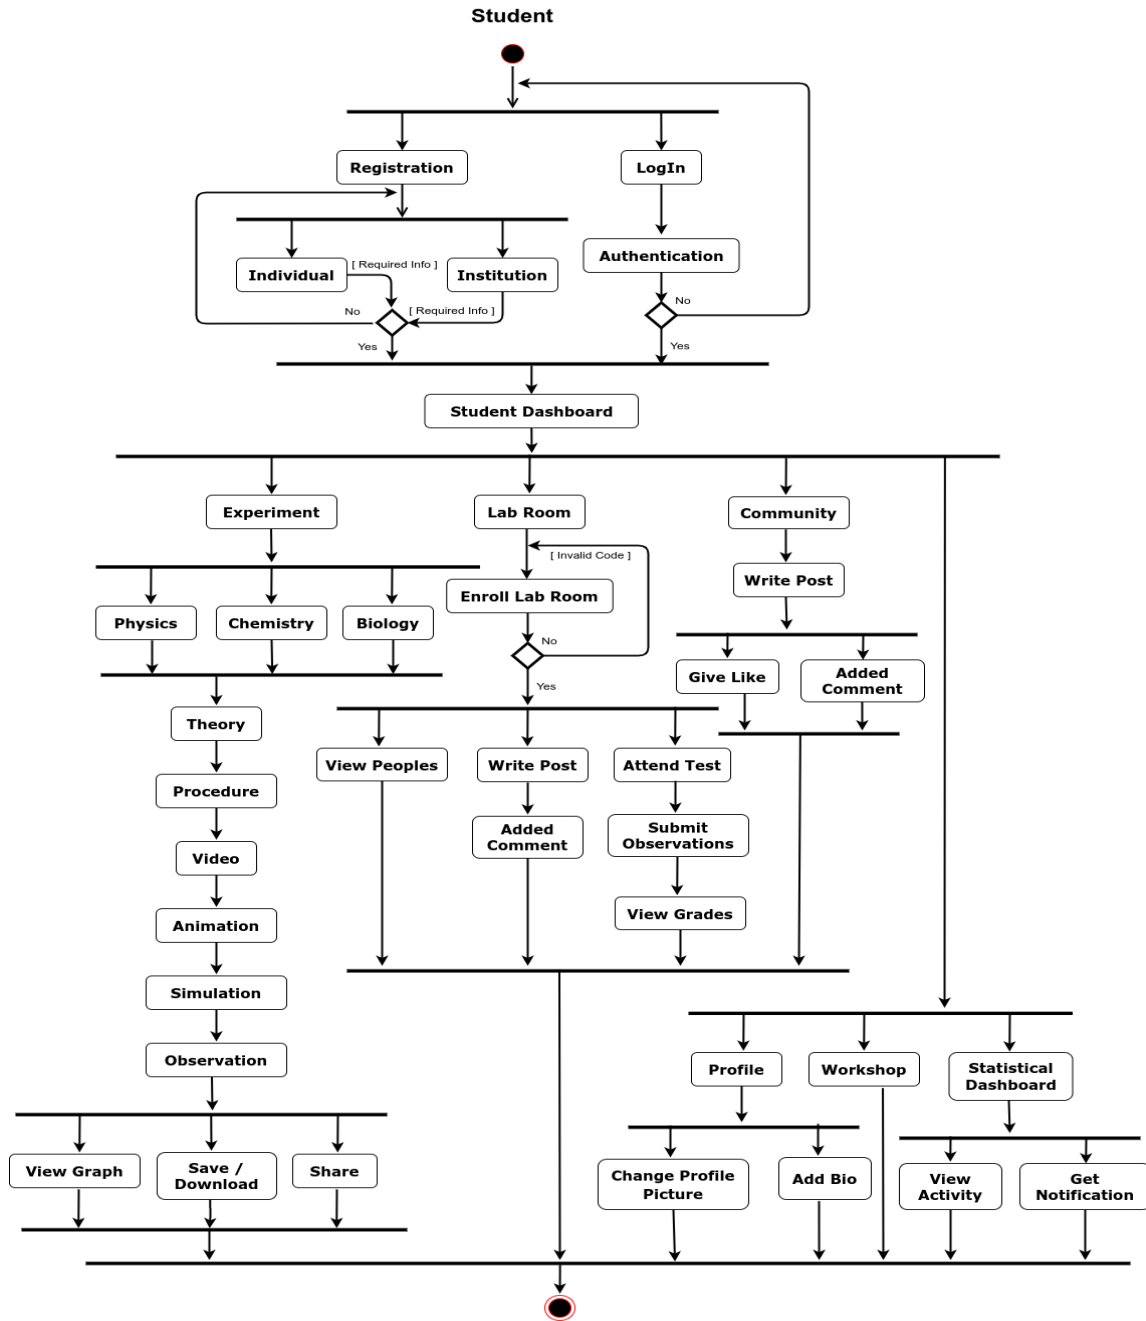 Student
Registration
LogIn
Individual
[ Required Info ]
Institution
Authentication
No
[ Required Info ]
No
Yes
Yes
Student Dashboard
Experiment
Lab Room
Community
[ Invalid Code ]
Write Post
Enroll Lab Room
Physics
Chemistry
Biology
No
Yes
Give Like
Added
Comment
Theory
View Peoples
Write Post
Attend Test
Procedure
Added
Comment
Submit
Observations
Video
View Grades
Animation
Simulation
Observation
Profile
Workshop
Statistical
Dashboard
View Graph
Save /
Download
Share
Change Profile
Picture
Add Bio
View
Activity
Get
Notification